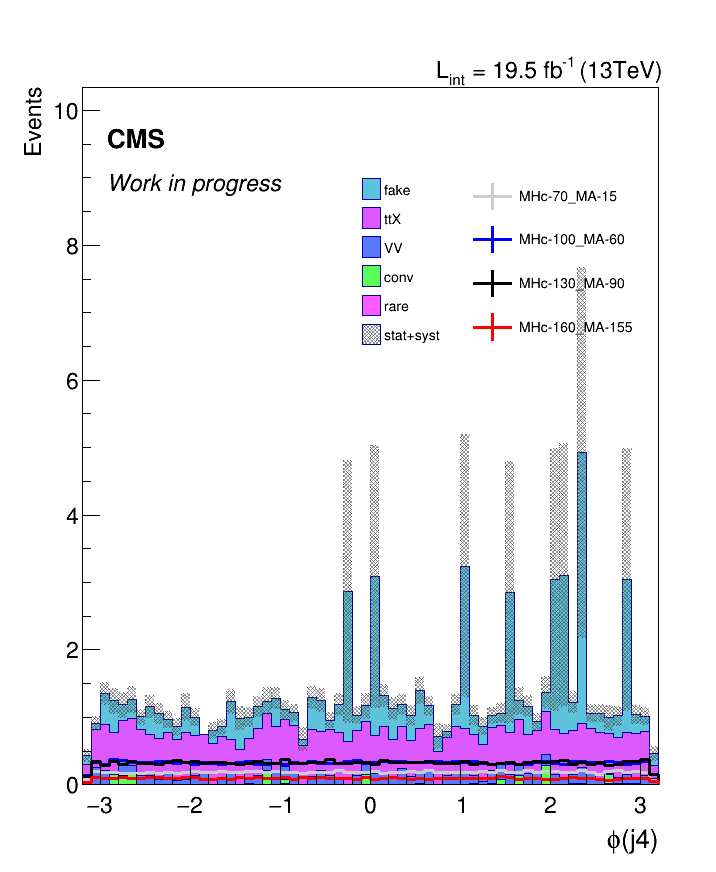 L_int = 19.5 fb^-1 (13TeV)
Events
CMS
Work in progress
fake
ttX
VV
conv
rare
stat+syst
MHc-70_MA-15
MHc-100_MA-60
MHc-130_MA-90
MHc-160_MA-155
10
8
6
4
2
0
−3 −2 −1 0 1 2 3
ϕ(j4)